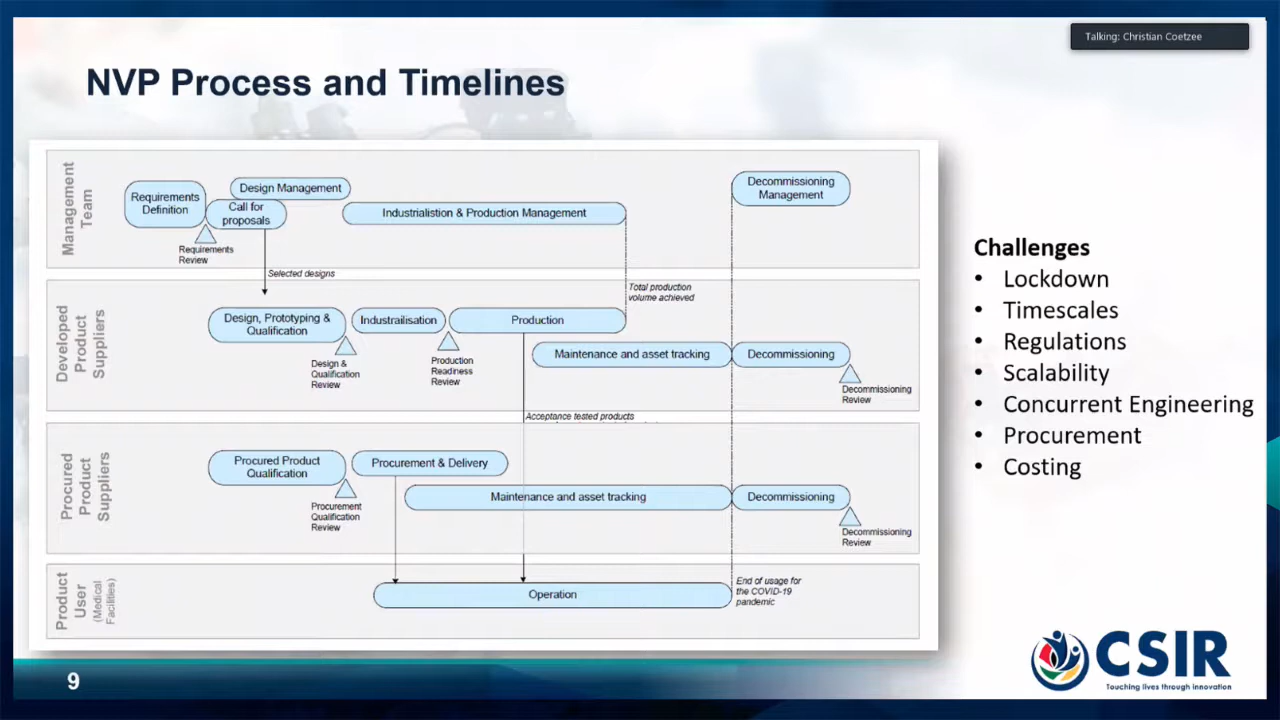 Talking: Christian Coetzee
NVP Process and Timelines
Management
Team
Requirements
Definition
Design Management
Call for
proposals
Industrialistion & Production Management
Decommissioning
Management
Requirements
Review
Selected designs
Total production
volume achieved
Developed
Product
Suppliers
Design, Prototyping &
Qualification
Industrailisation
Production
Maintenance and asset tracking
Decommissioning
Design &
Qualification
Review
Production
Readiness
Review
Decommissioning
Review
Acceptance tested products
Procured
Product
Suppliers
Procured Product
Qualification
Procurement & Delivery
Maintenance and asset tracking
Decommissioning
Procurement
Qualification
Review
Decommissioning
Review
Product
User
(Medical
Facilities)
Operation
End of usage for
the COVID-19
pandemic
Challenges
• Lockdown
• Timescales
• Regulations
• Scalability
• Concurrent Engineering
• Procurement
• Costing
9
CSIR
Touching lives through innovation